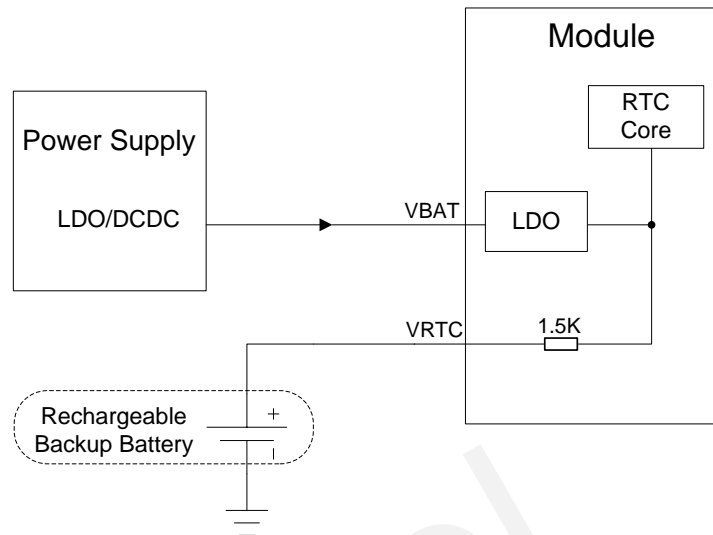 Module
RTC
Core
Power Supply
LDO/DCDC
VBAT
LDO
VRTC
1.5K
Rechargeable
Backup Battery
+